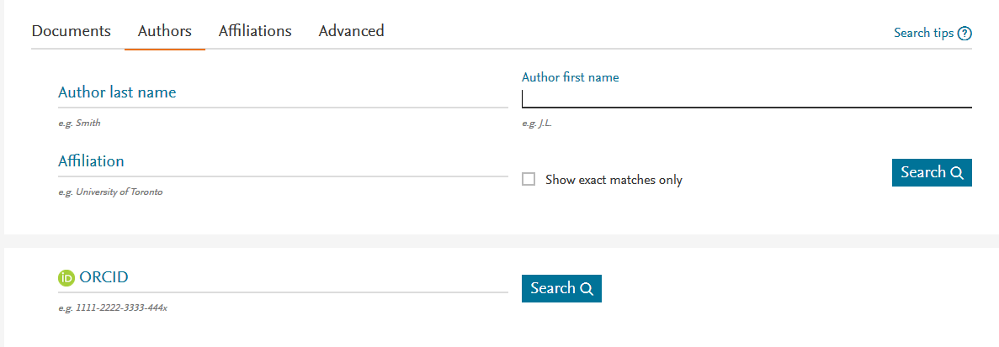 Documents Authors Affiliations Advanced
Search tips ?
Author last name
e.g. Smith
Author first name
e.g. J.L.
Affiliation
e.g. University of Toronto
Show exact matches only
Search
iD ORCID
e.g. 1111-2222-3333-444x
Search